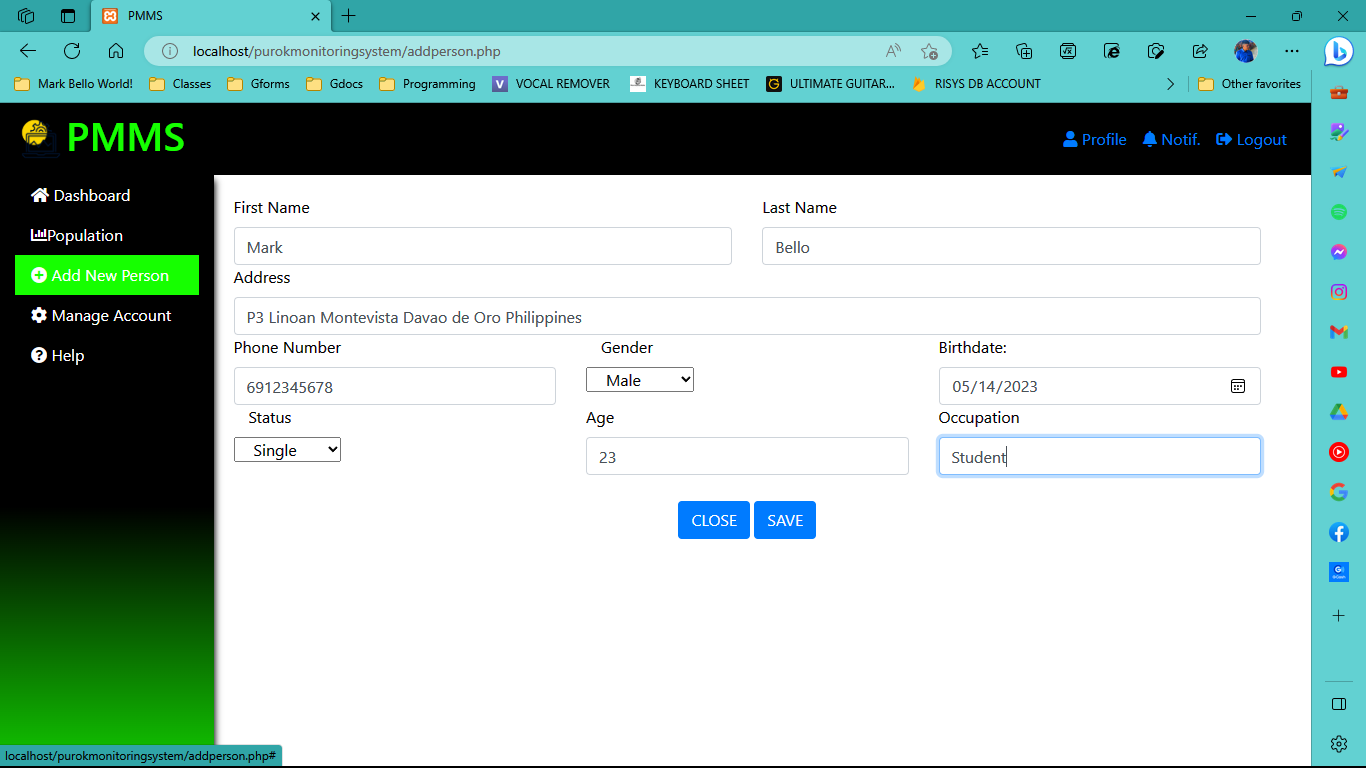 PMMS
localhost/purokmonitoringsystem/addperson.php
Mark Bello World! Classes Gforms Gdocs Programming VOCAL REMOVER KEYBOARD SHEET ULTIMATE GUITAR... RISYS DB ACCOUNT Other favorites
PMMS Profile Notif. Logout
Dashboard
Population
Add New Person
Manage Account
Help
First Name Last Name
Mark Bello
Address
P3 Linoan Montevista Davao de Oro Philippines
Phone Number Gender Birthdate:
6912345678 Male 05/14/2023
Status Age Occupation
Single 23 Student
CLOSE SAVE
localhost/purokmonitoringsystem/addperson.php#